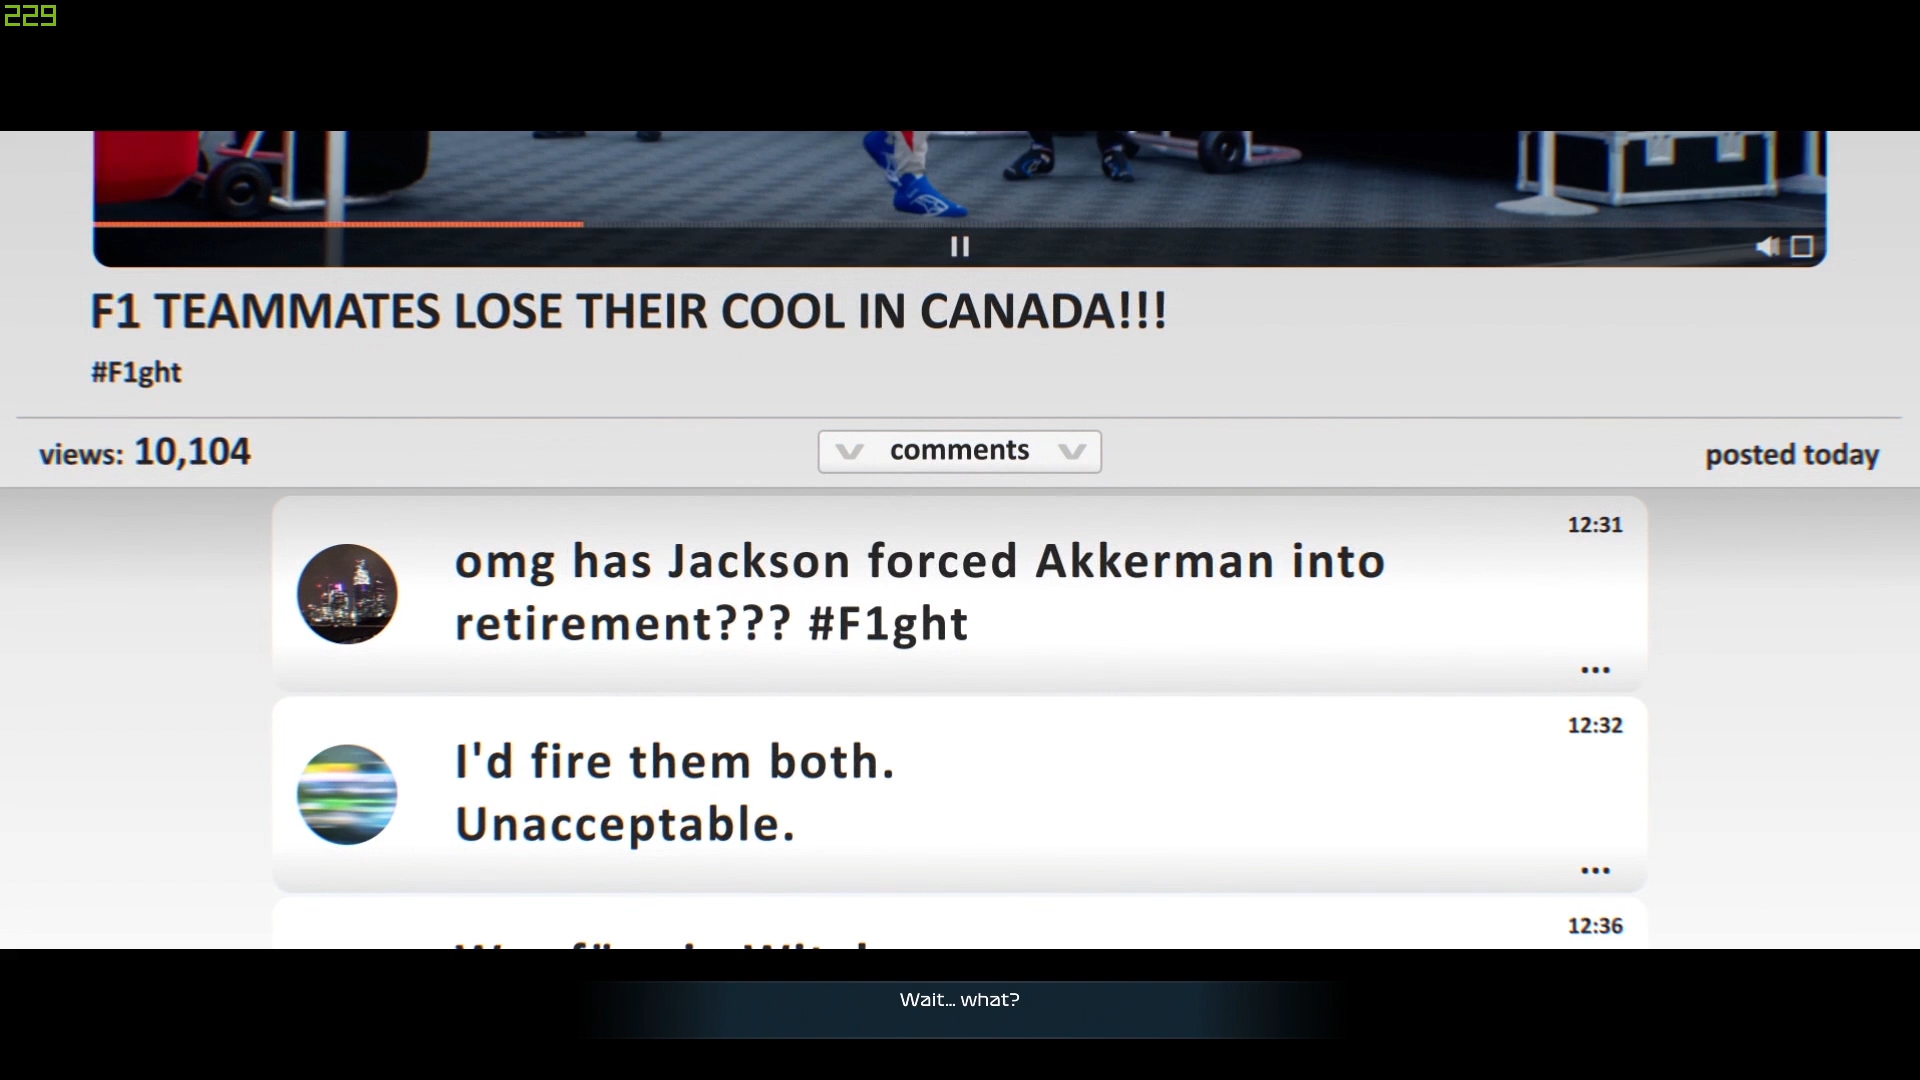 229
F1 TEAMMATES LOSE THEIR COOL IN CANADA!!!
#F1ght
views: 10,104
comments
posted today
12:31
omg has Jackson forced Akkerman into
retirement??? #F1ght
...
12:32
I'd fire them both.
Unacceptable.
...
12:36
Wait... what?